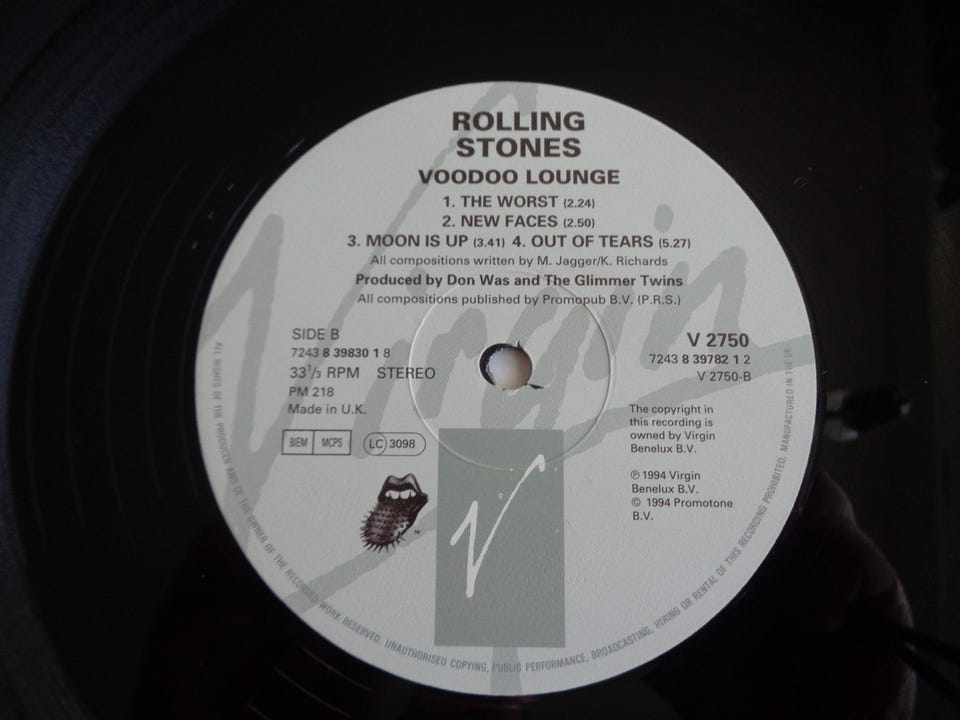 ROLLING
STONES
VOODOO LOUNGE
1. THE WORST (2.24)
2. NEW FACES (2.50)
3. MOON IS UP (3.41) 4. OUT OF TEARS (5.27)
All compositions written by M. Jagger/K. Richards
Produced by Don Was and The Glimmer Twins
All compositions published by Promopub B.V. (P.R.S.)
SIDE B
7243 8 39830 1 8
33⅓ RPM STEREO
PM 218
Made in U.K.
BIEM MCPS LC 3098
V 2750
7243 8 39782 1 2
V 2750-B
The copyright in
this recording is
owned by Virgin
Benelux B.V.
℗ 1994 Virgin
Benelux B.V.
© 1994 Promotone
B.V.
Virgin
V
TM
ALL RIGHTS OF THE PRODUCER AND OF THE OWNER OF THE RECORDED WORK RESERVED. UNAUTHORISED COPYING, PUBLIC PERFORMANCE, BROADCASTING, HIRING OR RENTAL OF THIS RECORDING PROHIBITED. MANUFACTURED IN THE UK